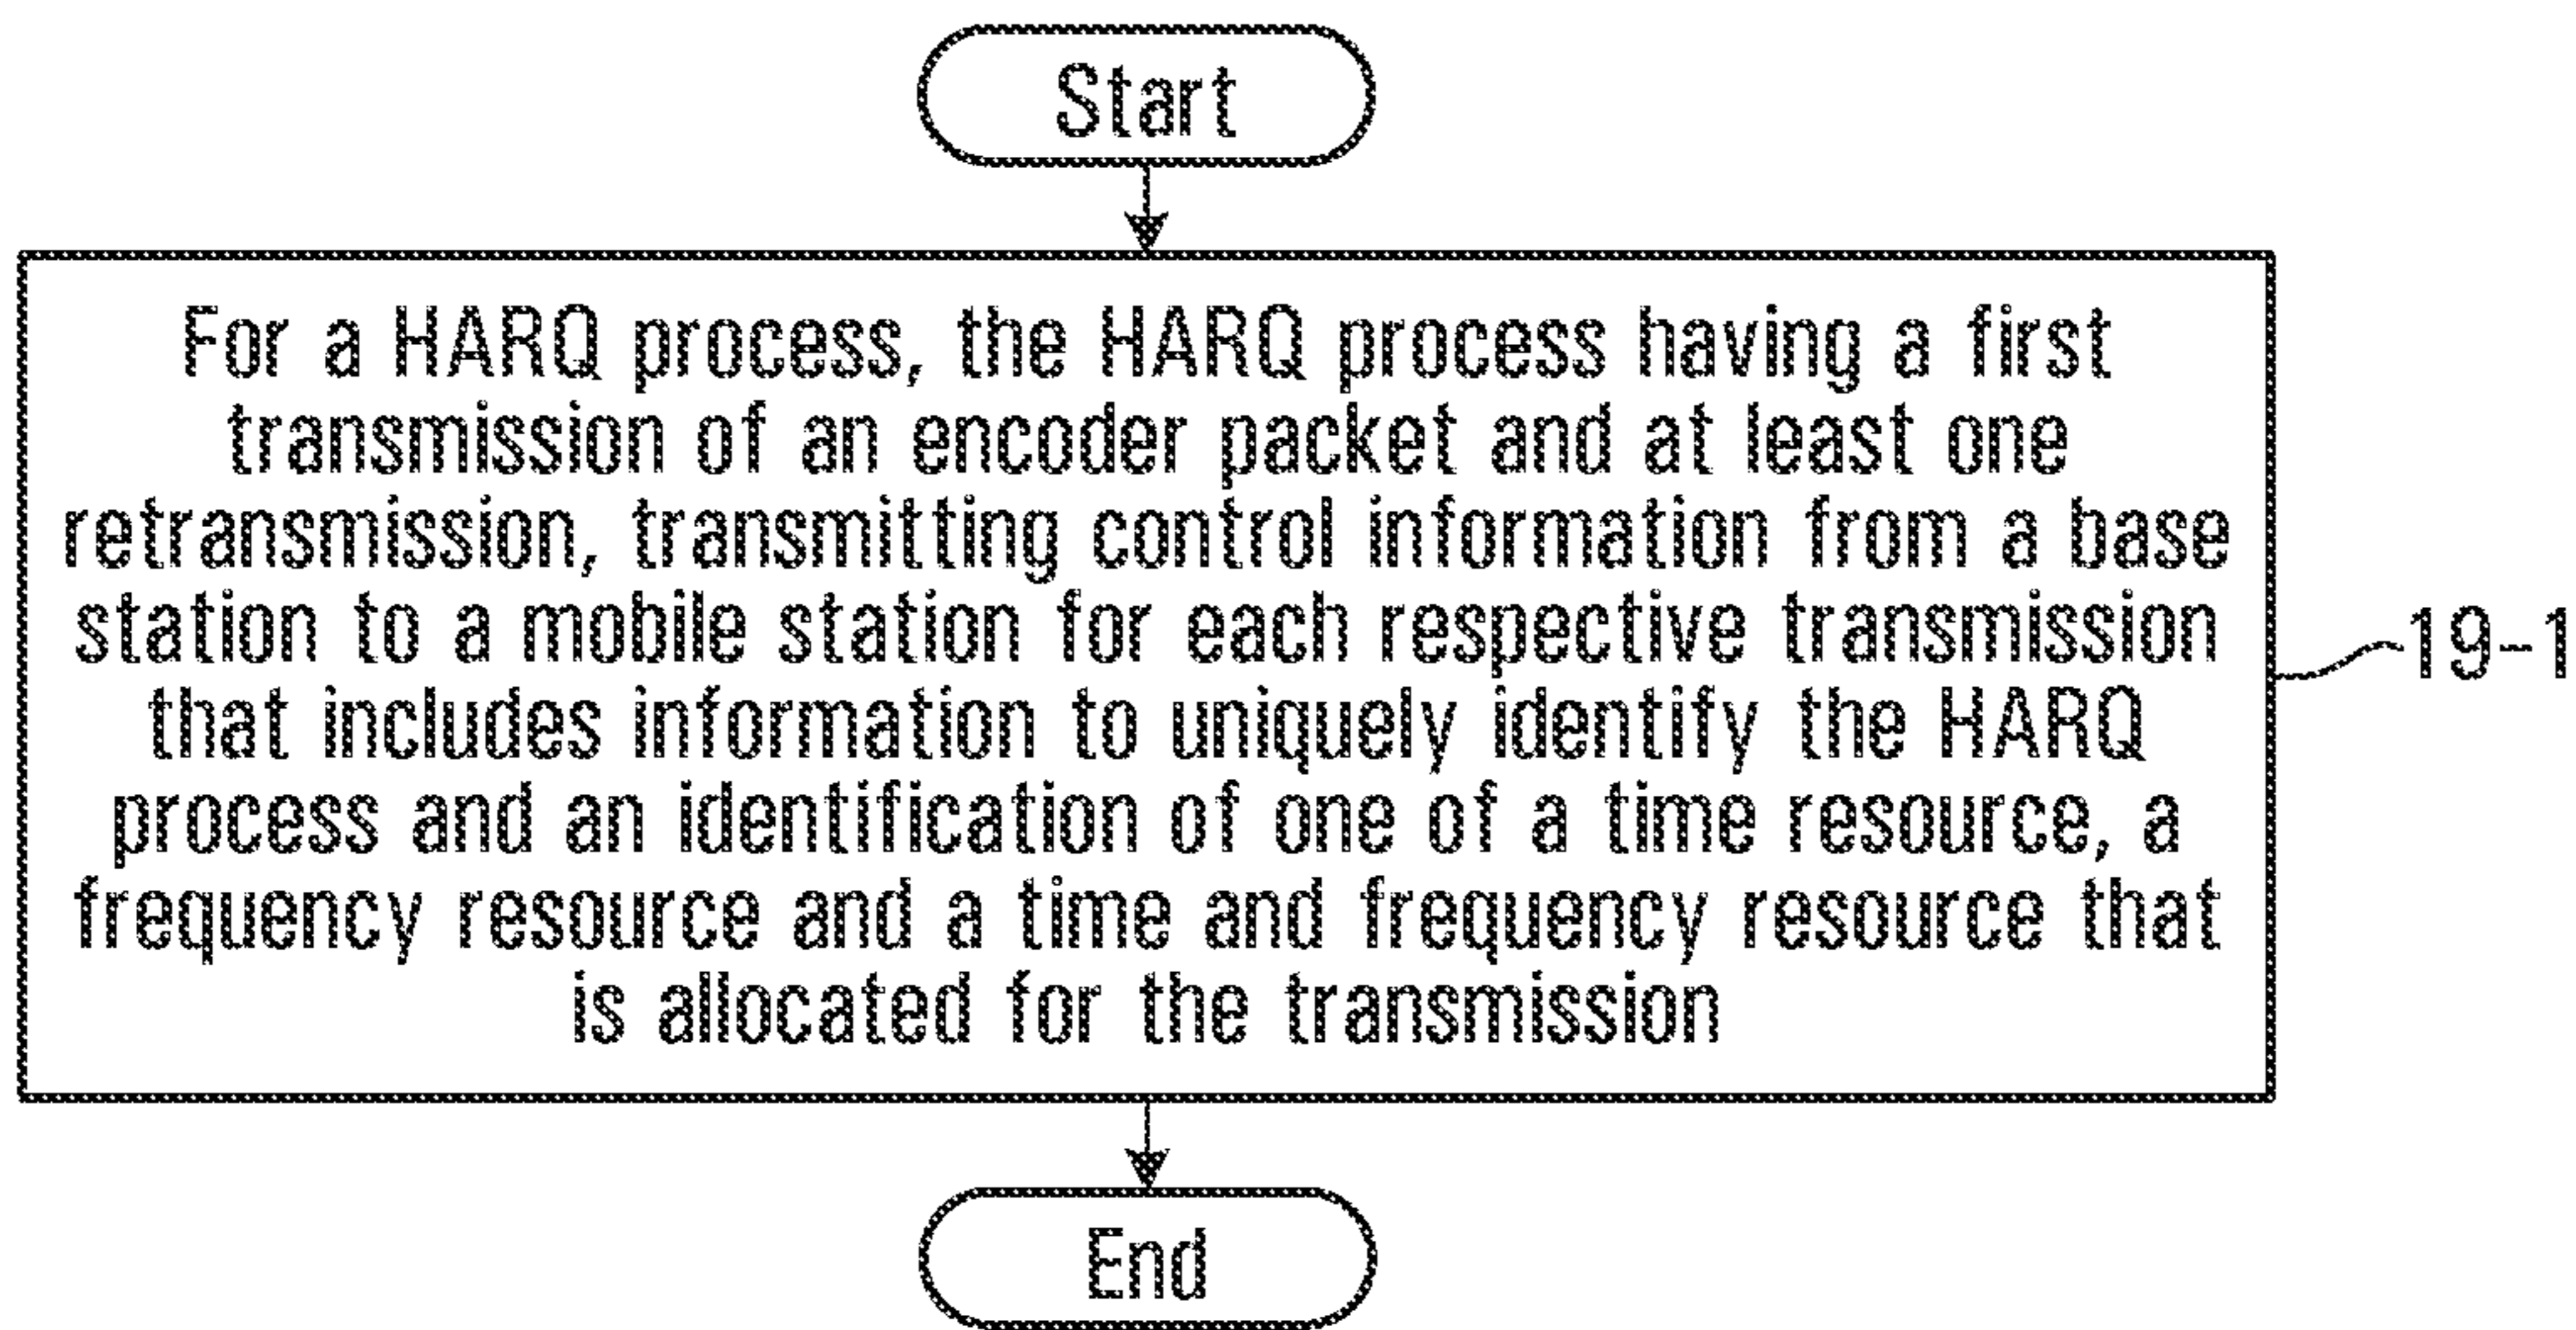 Start
For a HARQ process, the HARQ process having a first
transmission of an encoder packet and at least one
retransmission, transmitting control information from a base
station to a mobile station for each respective transmission
that includes information to uniquely identify the HARQ
process and an identification of one of a time resource, a
frequency resource and a time and frequency resource that
is allocated for the transmission
19-1
End